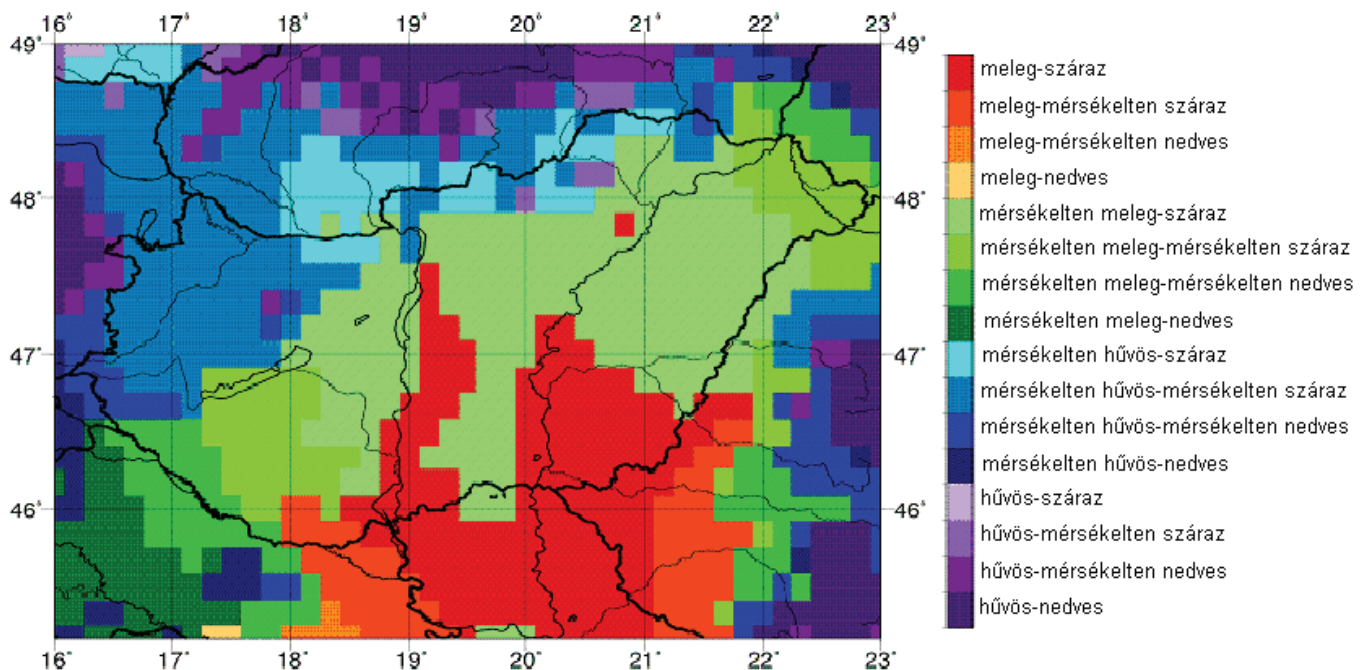 16° 17° 18° 19° 20° 21° 22° 23°
49° 49°
48° 48°
47° 47°
46° 46°
16° 17° 18° 19° 20° 21° 22° 23°
meleg-száraz
meleg-mérsékelten száraz
meleg-mérsékelten nedves
meleg-nedves
mérsékelten meleg-száraz
mérsékelten meleg-mérsékelten száraz
mérsékelten meleg-mérsékelten nedves
mérsékelten meleg-nedves
mérsékelten hűvös-száraz
mérsékelten hűvös-mérsékelten száraz
mérsékelten hűvös-mérsékelten nedves
mérsékelten hűvös-nedves
hűvös-száraz
hűvös-mérsékelten száraz
hűvös-mérsékelten nedves
hűvös-nedves